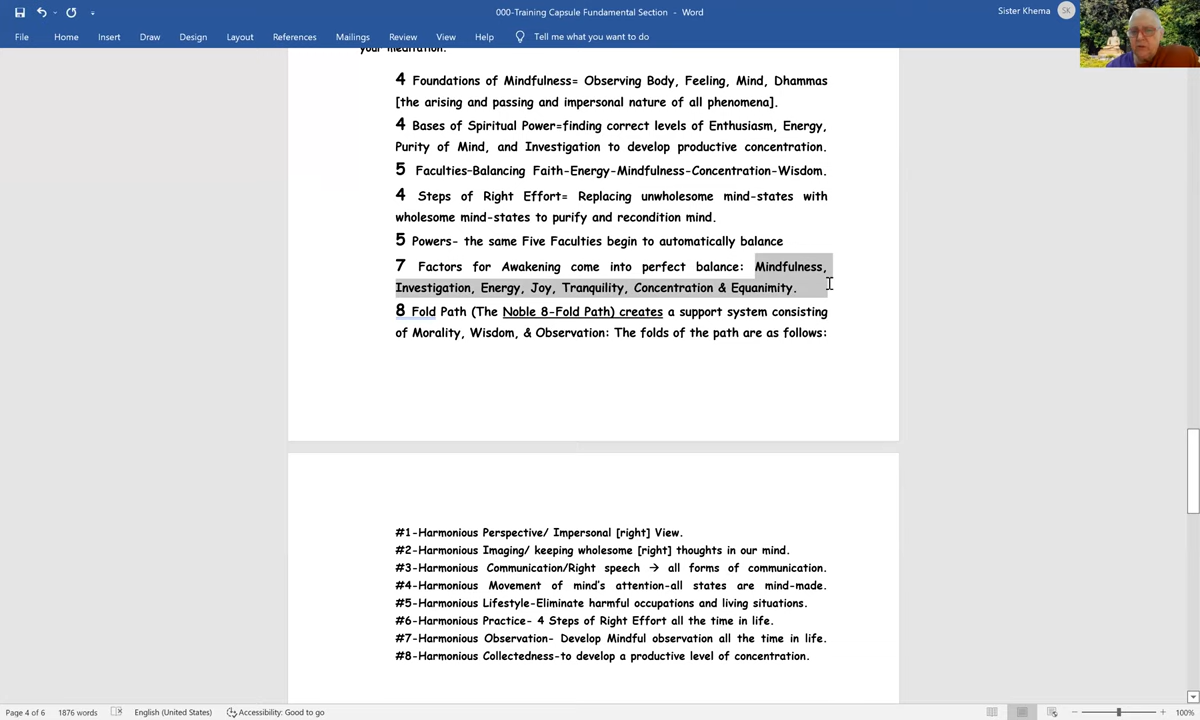 000-Training Capsule Fundamental Section - Word
Sister Khema SK
File Home Insert Draw Design Layout References Mailings Review View Help Tell me what you want to do
your meditation.
4 Foundations of Mindfulness= Observing Body, Feeling, Mind, Dhammas
[the arising and passing and impersonal nature of all phenomena].
4 Bases of Spiritual Power=finding correct levels of Enthusiasm, Energy,
Purity of Mind, and Investigation to develop productive concentration.
5 Faculties-Balancing Faith-Energy-Mindfulness-Concentration-Wisdom.
4 Steps of Right Effort= Replacing unwholesome mind-states with
wholesome mind-states to purify and recondition mind.
5 Powers- the same Five Faculties begin to automatically balance
7 Factors for Awakening come into perfect balance: Mindfulness,
Investigation, Energy, Joy, Tranquility, Concentration & Equanimity.
8 Fold Path (The Noble 8-Fold Path) creates a support system consisting
of Morality, Wisdom, & Observation: The folds of the path are as follows:
#1-Harmonious Perspective/ Impersonal [right] View.
#2-Harmonious Imaging/ keeping wholesome [right] thoughts in our mind.
#3-Harmonious Communication/Right speech → all forms of communication.
#4-Harmonious Movement of mind's attention-all states are mind-made.
#5-Harmonious Lifestyle-Eliminate harmful occupations and living situations.
#6-Harmonious Practice- 4 Steps of Right Effort all the time in life.
#7-Harmonious Observation- Develop Mindful observation all the time in life.
#8-Harmonious Collectedness-to develop a productive level of concentration.
Page 4 of 6 1876 words English (United States) Accessibility: Good to go 100%